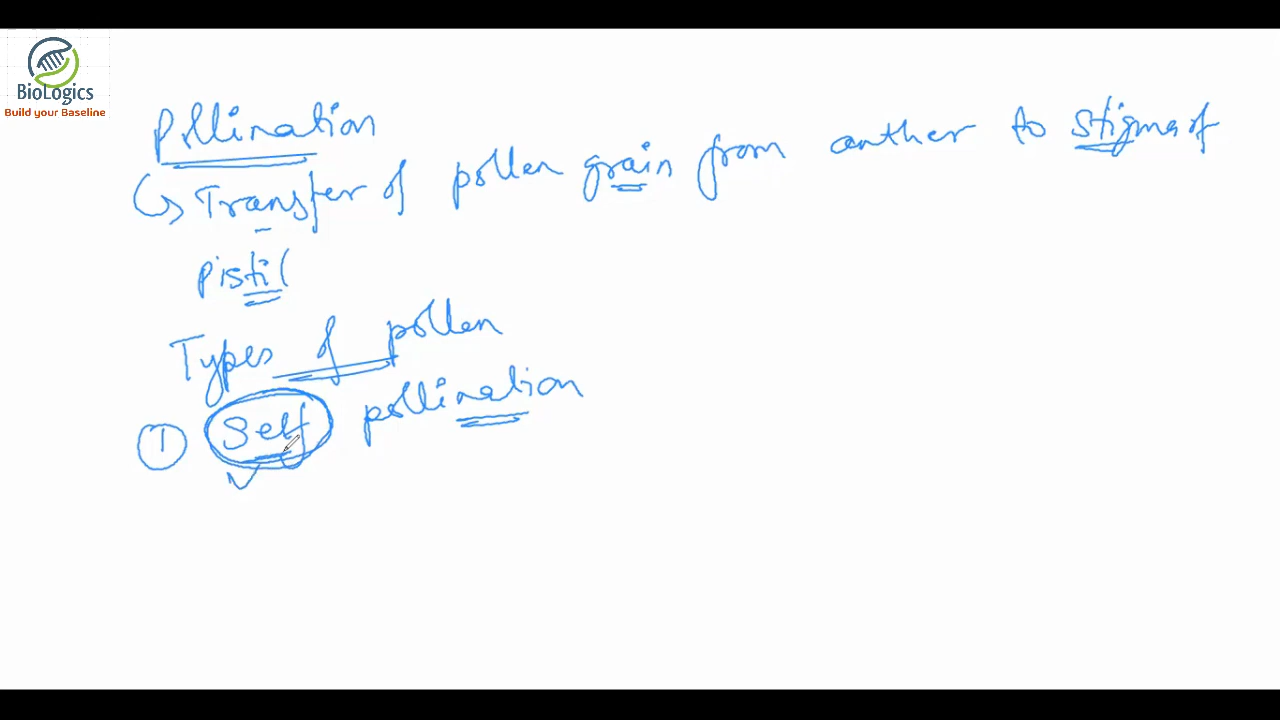 BioLogics
Build your Baseline
Pollination
Transfer of pollen grain from anther to stigma of
pistil
Types of pollen
1 Self pollination